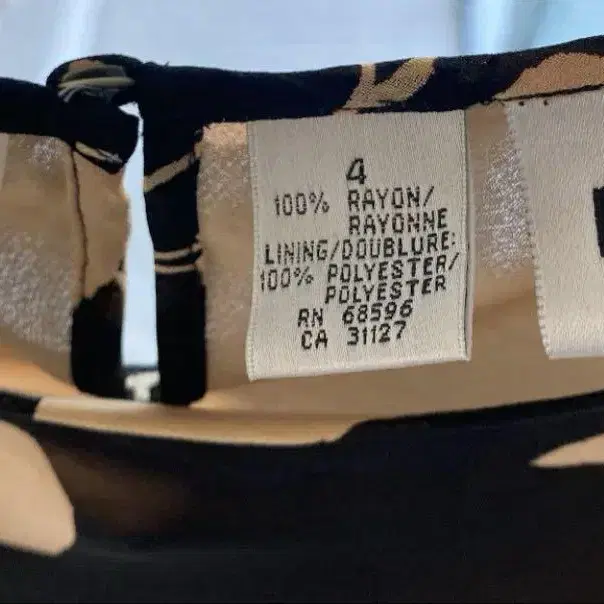 4
100% RAYON/
RAYONNE
LINING/DOUBLURE:
100% POLYESTER/
POLYESTER
RN 68596
CA 31127